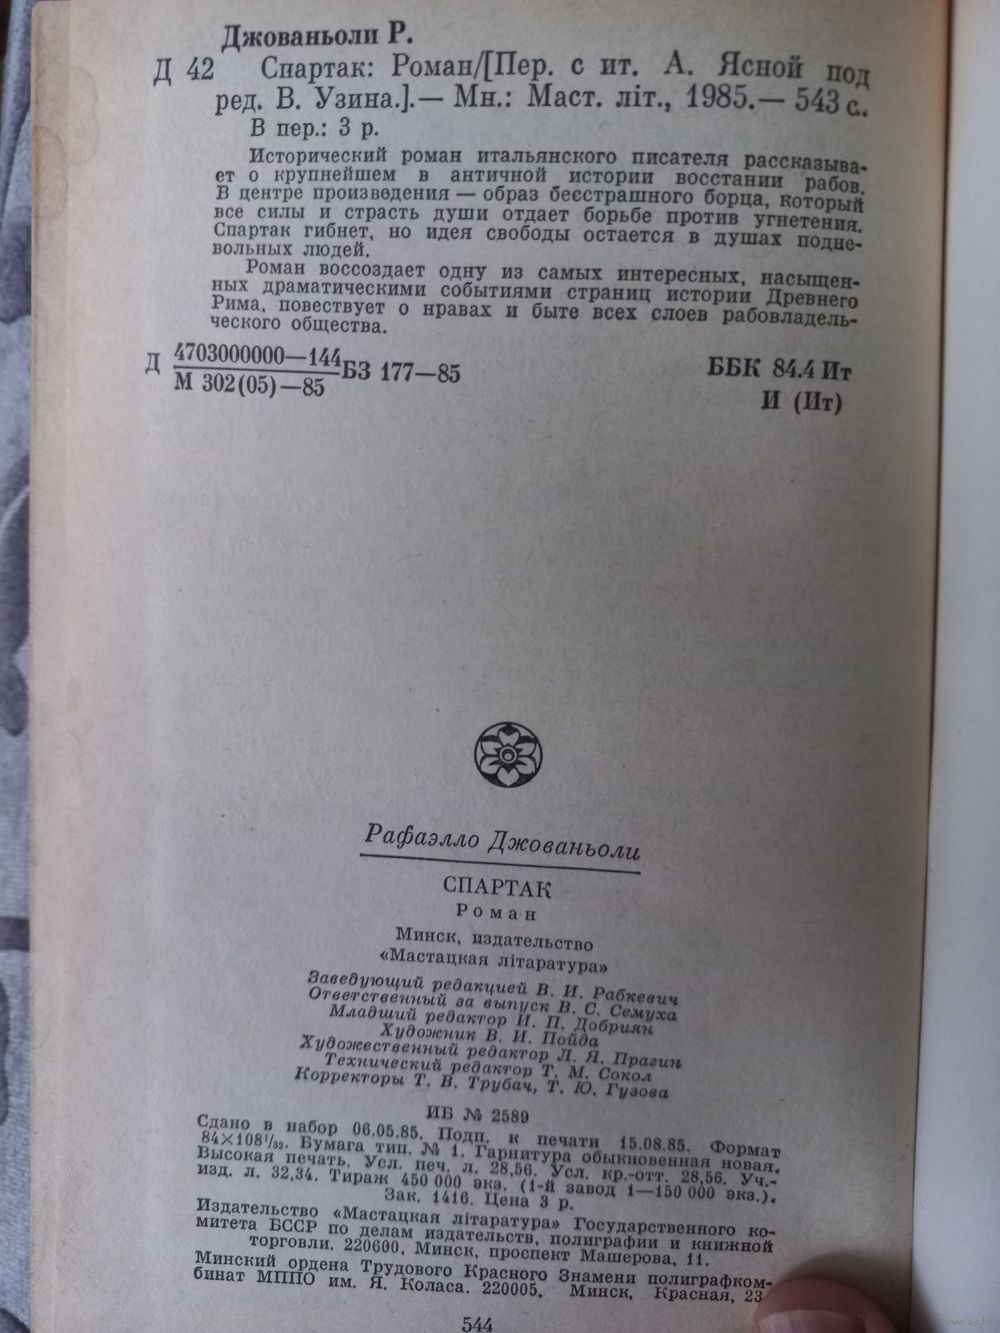 Джованьоли Р.
Д 42 Спартак: Роман/[Пер. с ит. А. Ясной под
ред. В. Узина.].— Мн.: Маст. літ., 1985.— 543 с.
В пер.: 3 р.
Исторический роман итальянского писателя рассказыва-
ет о крупнейшем в античной истории восстании рабов.
В центре произведения — образ бесстрашного борца, который
все силы и страсть души отдает борьбе против угнетения.
Спартак гибнет, но идея свободы остается в душах подне-
вольных людей.
Роман воссоздает одну из самых интересных, насыщен-
ных драматическими событиями страниц истории Древнего
Рима, повествует о нравах и быте всех слоев рабовладель-
ческого общества.
Д 4703000000—144 БЗ 177—85
М 302(05)—85
ББК 84.4 Ит
И (Ит)
Рафаэлло Джованьоли
СПАРТАК
Роман
Минск, издательство
«Мастацкая літаратура»
Заведующий редакцией В. И. Рабкевич
Ответственный за выпуск В. С. Семуха
Младший редактор И. П. Добриян
Художник В. И. Пойда
Художественный редактор Л. Я. Прагин
Технический редактор Т. М. Сокол
Корректоры Т. В. Трубач, Т. Ю. Гузова
ИБ № 2589
Сдано в набор 06.05.85. Подп. к печати 15.08.85. Формат
84×108¹/₃₂. Бумага тип. № 1. Гарнитура обыкновенная новая.
Высокая печать. Усл. печ. л. 28,56. Усл. кр.-отт. 28,56. Уч.-
изд. л. 32,34. Тираж 450 000 экз. (1-й завод 1—150 000 экз.).
Зак. 1416. Цена 3 р.
Издательство «Мастацкая літаратура» Государственного ко-
митета БССР по делам издательств, полиграфии и книжной
торговли. 220600, Минск, проспект Машерова, 11.
Минский ордена Трудового Красного Знамени полиграфком-
бинат МППО им. Я. Коласа. 220005, Минск, Красная, 23.
544
www.ay.by